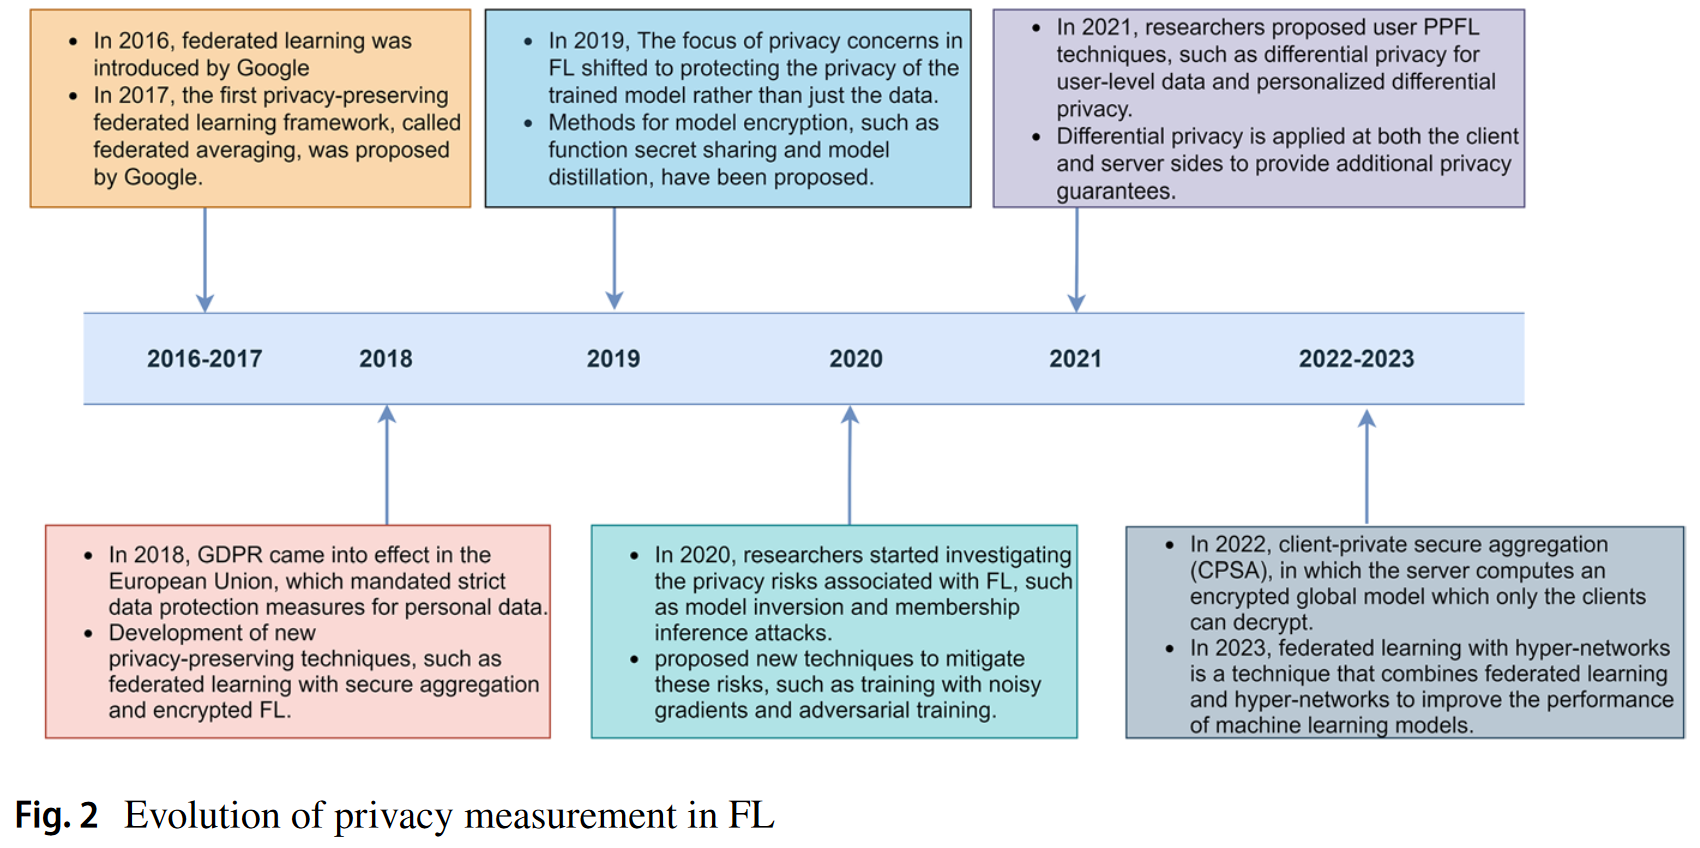 • In 2016, federated learning was
introduced by Google
• In 2017, the first privacy-preserving
federated learning framework, called
federated averaging, was proposed
by Google.
• In 2019, The focus of privacy concerns in
FL shifted to protecting the privacy of the
trained model rather than just the data.
• Methods for model encryption, such as
function secret sharing and model
distillation, have been proposed.
• In 2021, researchers proposed user PPFL
techniques, such as differential privacy for
user-level data and personalized differential
privacy.
• Differential privacy is applied at both the client
and server sides to provide additional privacy
guarantees.
2016-2017 2018 2019 2020 2021 2022-2023
• In 2018, GDPR came into effect in the
European Union, which mandated strict
data protection measures for personal data.
• Development of new
privacy-preserving techniques, such as
federated learning with secure aggregation
and encrypted FL.
• In 2020, researchers started investigating
the privacy risks associated with FL, such
as model inversion and membership
inference attacks.
• proposed new techniques to mitigate
these risks, such as training with noisy
gradients and adversarial training.
• In 2022, client-private secure aggregation
(CPSA), in which the server computes an
encrypted global model which only the clients
can decrypt.
• In 2023, federated learning with hyper-networks
is a technique that combines federated learning
and hyper-networks to improve the performance
of machine learning models.
Fig. 2 Evolution of privacy measurement in FL